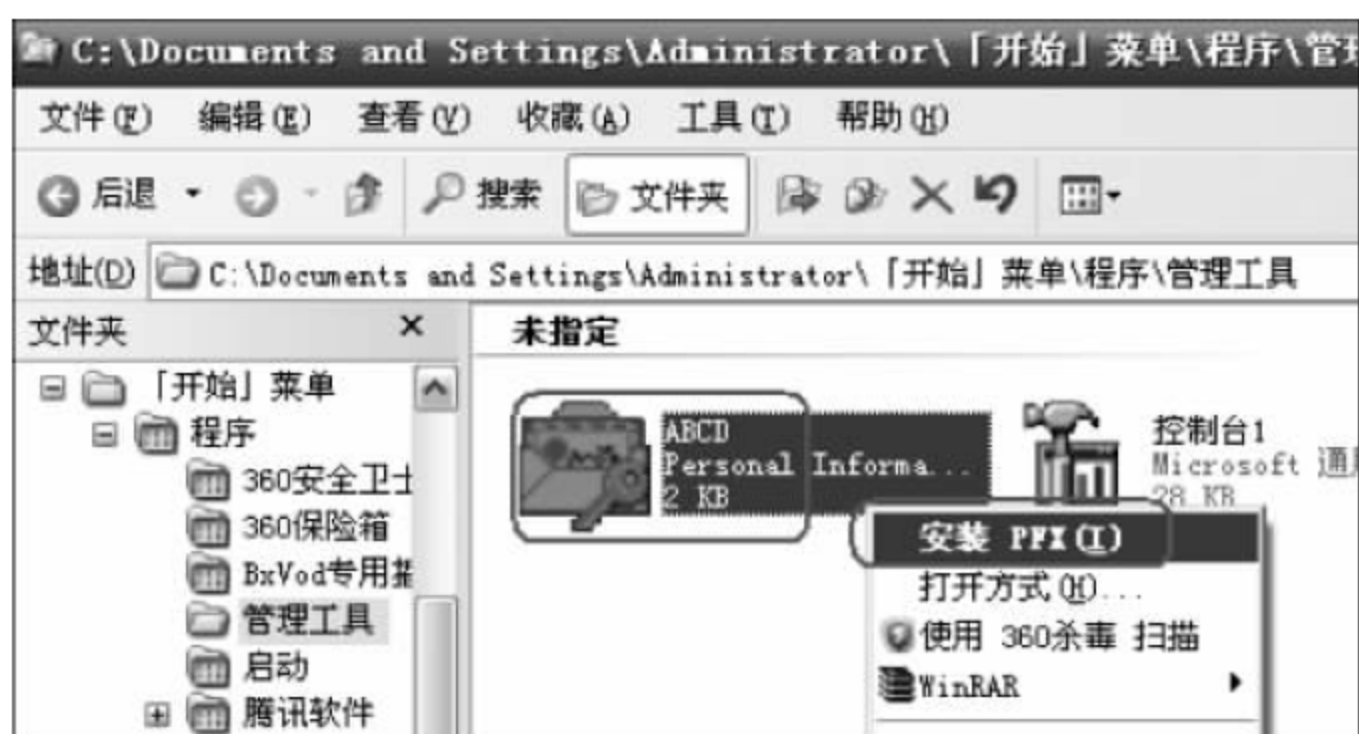 C:\Documents and Settings\Administrator\「开始」菜单\程序\管理
文件(F) 编辑(E) 查看(V) 收藏(A) 工具(T) 帮助(H)
后退 搜索 文件夹
地址(D) C:\Documents and Settings\Administrator\「开始」菜单\程序\管理工具
文件夹
未指定
「开始」菜单
程序
360安全卫士
360保险箱
BxVod专用
管理工具
启动
腾讯软件
ABCD
Personal Informa...
2 KB
控制台1
Microsoft 通
28 KB
安装 PFX(I)
打开方式(H)...
使用 360杀毒 扫描
WinRAR